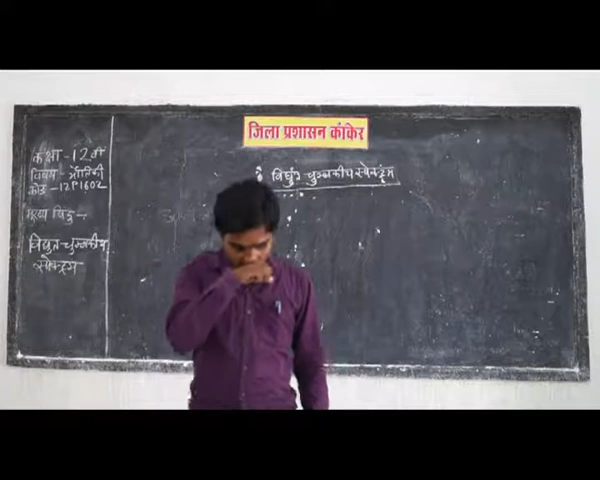 जिला प्रशासन कांकेर
कक्षा - 12वीं
विषय - भौतिकी
कोड - 12P1602
मुख्य बिंदु -
विद्युत-चुम्बकीय
स्पेक्ट्रम
विद्युत-चुम्बकीय स्पेक्ट्रम